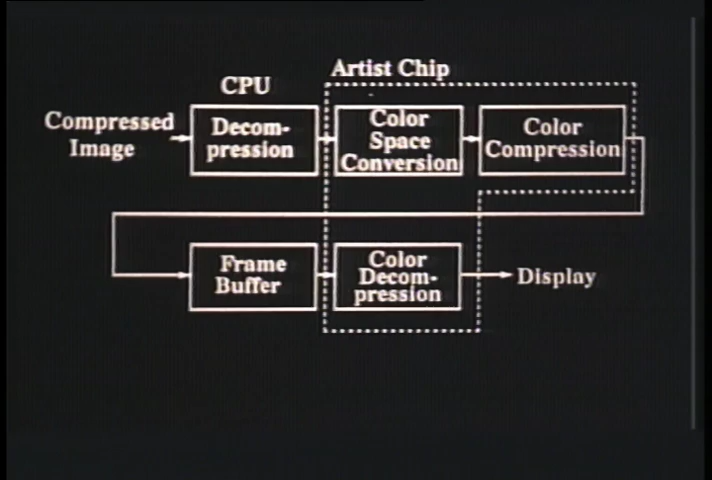 Artist Chip
CPU
Compressed
Image
Decom-
pression
Color
Space
Conversion
Color
Compression
Frame
Buffer
Color
Decom-
pression
Display